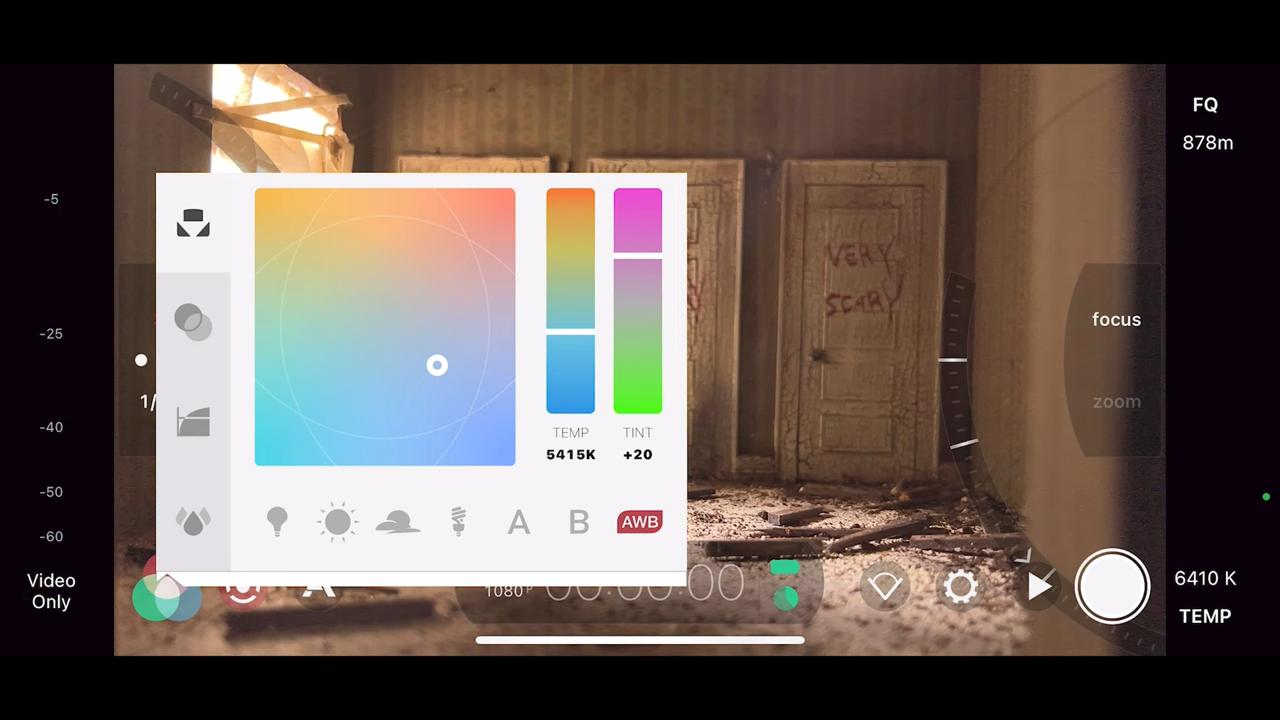 FQ
878m
-5
-25
-40
-50
-60
VERY
SCARY
focus
zoom
1/
TEMP
TINT
5415K
+20
A
B
AWB
Video
Only
A
1080P
00:00:00
6410 K
TEMP